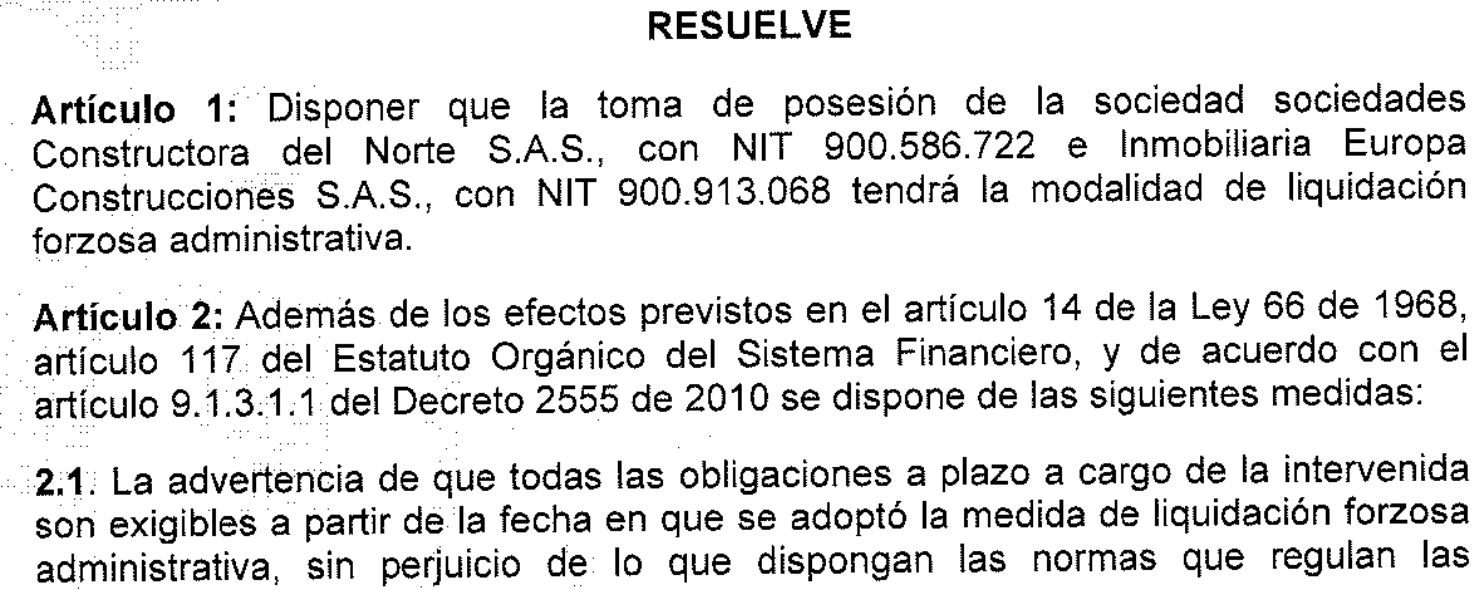 RESUELVE
Artículo 1: Disponer que la toma de posesión de la sociedad sociedades
Constructora del Norte S.A.S., con NIT 900.586.722 e Inmobiliaria Europa
Construcciones S.A.S., con NIT 900.913.068 tendrá la modalidad de liquidación
forzosa administrativa.
Artículo 2: Además de los efectos previstos en el artículo 14 de la Ley 66 de 1968,
artículo 117 del Estatuto Orgánico del Sistema Financiero, y de acuerdo con el
artículo 9.1.3.1.1 del Decreto 2555 de 2010 se dispone de las siguientes medidas:
2.1. La advertencia de que todas las obligaciones a plazo a cargo de la intervenida
son exigibles a partir de la fecha en que se adoptó la medida de liquidación forzosa
administrativa, sin perjuicio de lo que dispongan las normas que regulan las